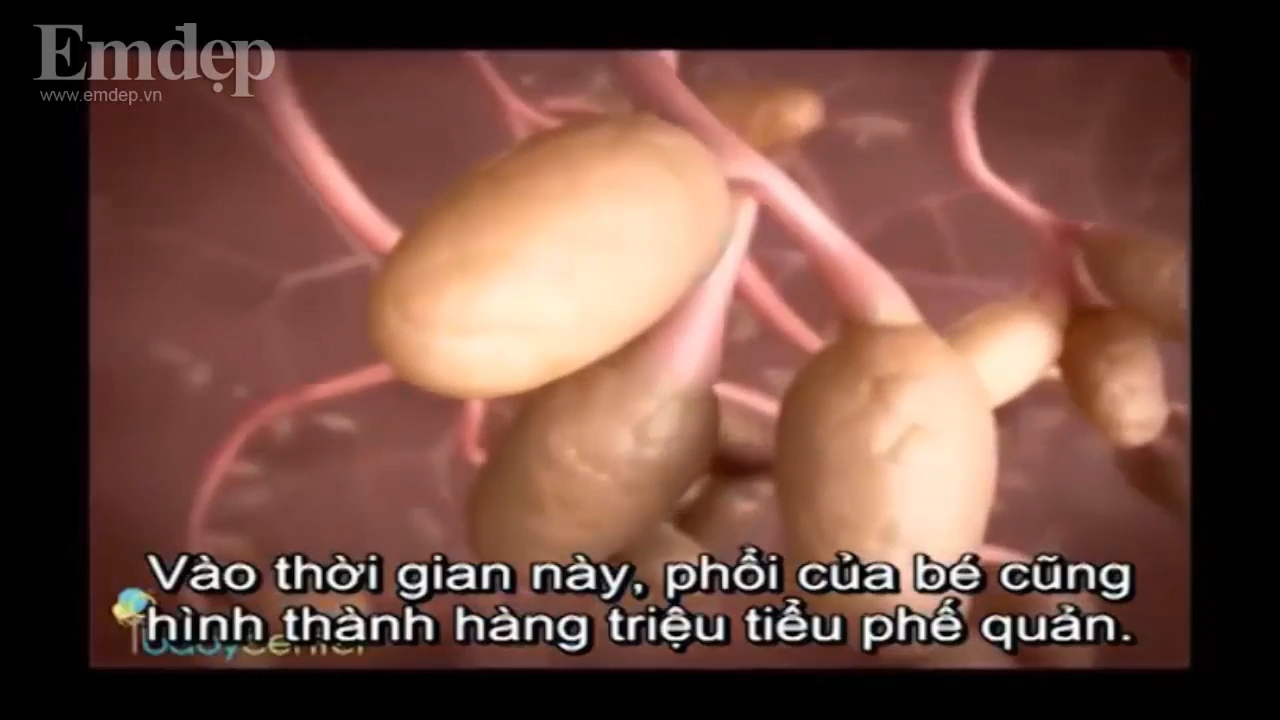 Emdẹp
www.emdep.vn
Vào thời gian này, phổi của bé cũng
hình thành hàng triệu tiểu phế quản.
babycenter